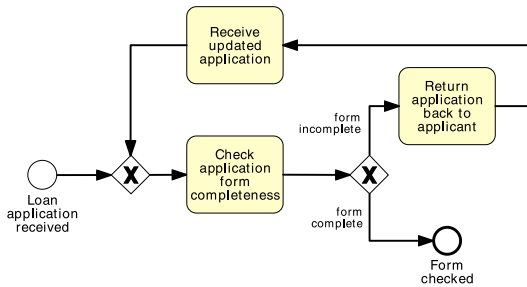 Receive
updated
application
Return
application
back to
applicant
form
incomplete
Check
application
form
completeness
X
X
Loan
application
received
form
complete
Form
checked